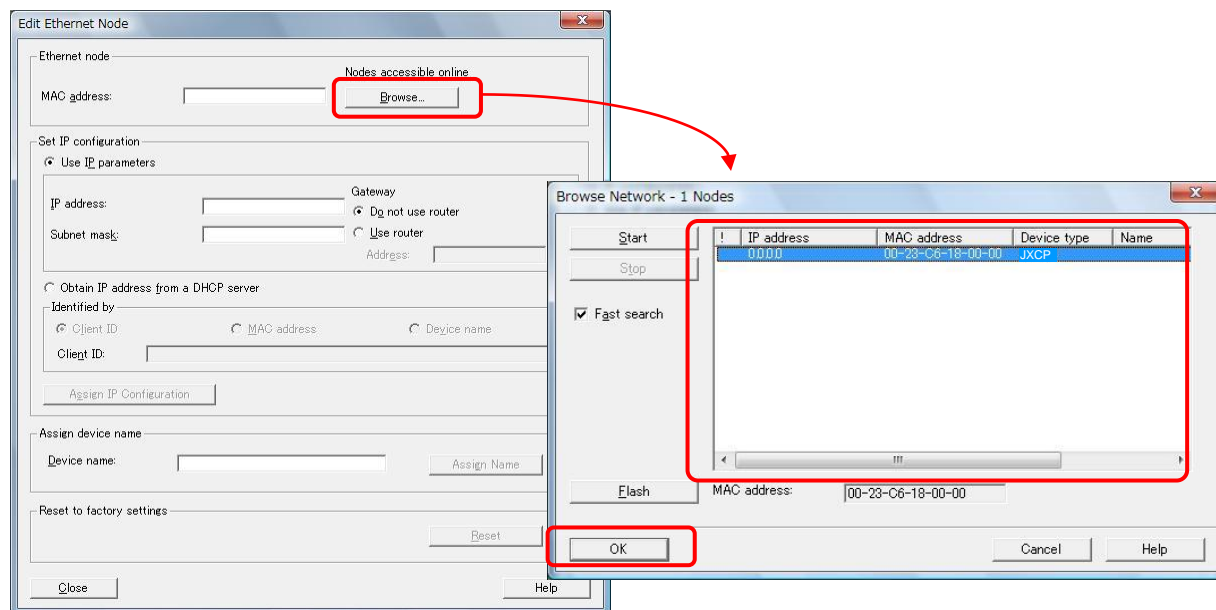 Edit Ethernet Node
Ethernet node
Nodes accessible online
MAC address:
Browse...
Set IP configuration
Use IP parameters
Gateway
IP address:
Do not use router
Subnet mask:
Use router
Address:
Obtain IP address from a DHCP server
Identified by
Client ID
MAC address
Device name
Client ID:
Assign IP Configuration
Assign device name
Device name:
Assign Name
Reset to factory settings
Reset
Close
Help
Browse Network - 1 Nodes
Start
! IP address MAC address Device type Name
0.0.0.0 00-23-C6-18-00-00 JXCP
Stop
Fast search
Flash
MAC address:
00-23-C6-18-00-00
OK
Cancel
Help